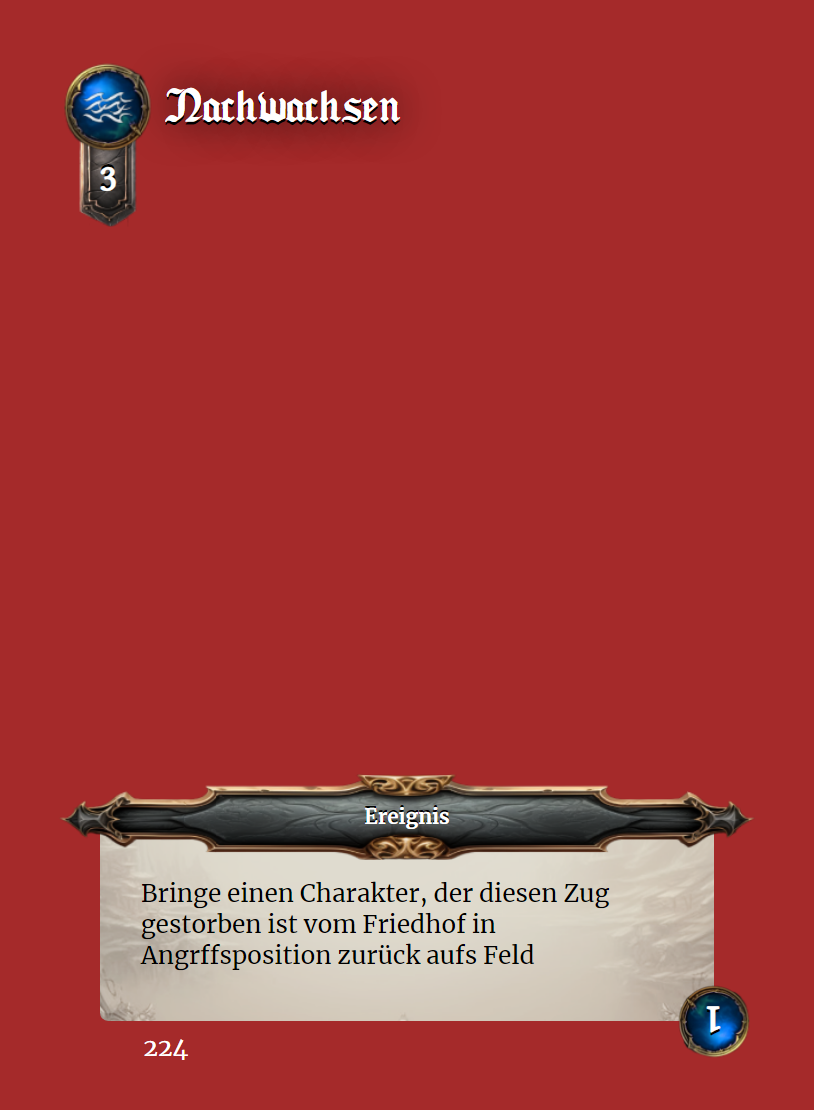 Nachwachsen
3
Ereignis
Bringe einen Charakter, der diesen Zug
gestorben ist vom Friedhof in
Angrffsposition zurück aufs Feld
1
224